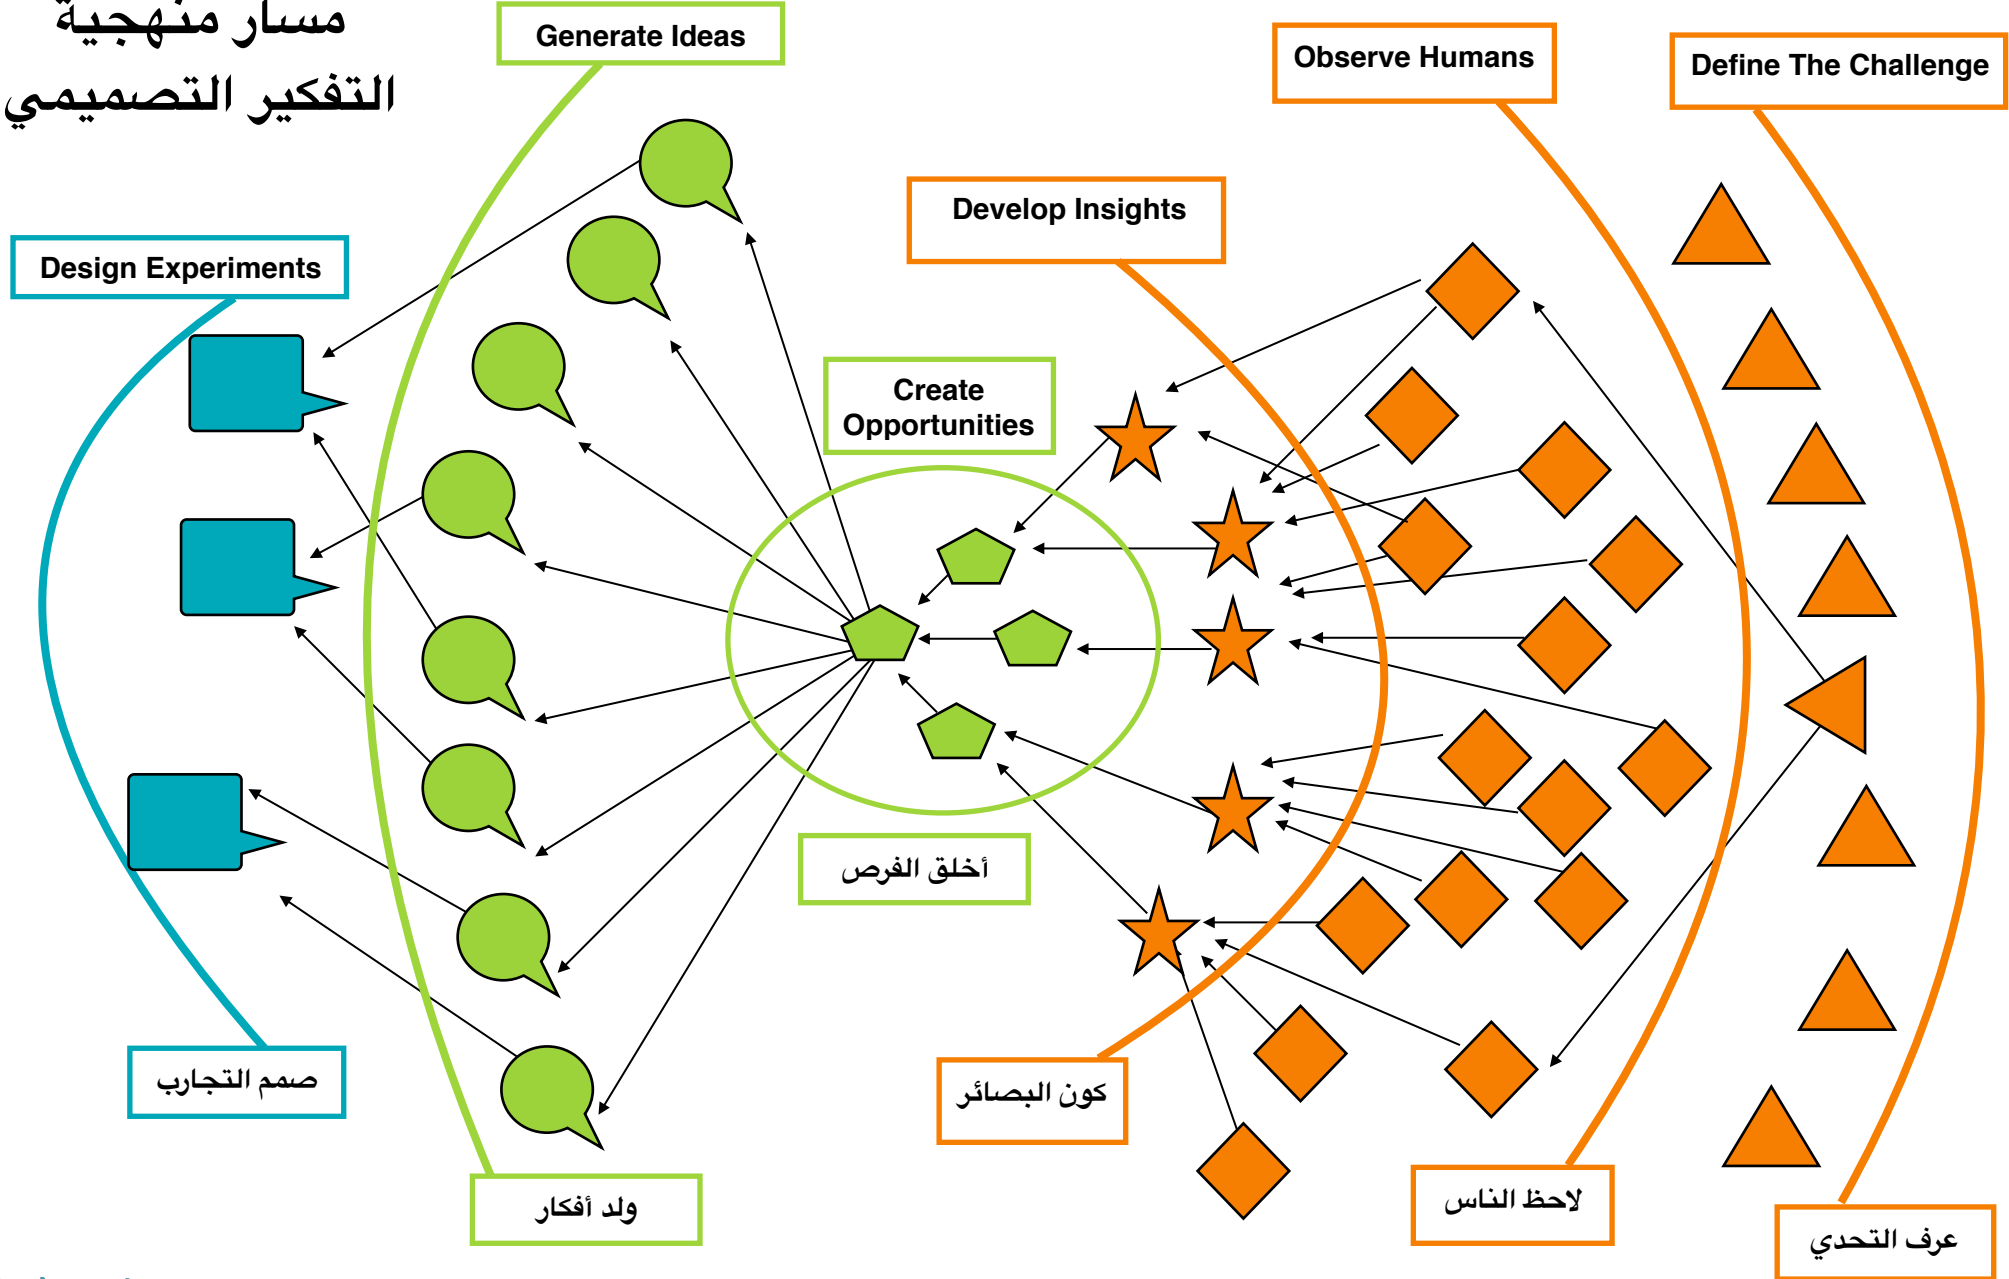 مسار منهجية
التفكير التصميمي
Define The Challenge
Observe Humans
Develop Insights
Create
Opportunities
Generate Ideas
Design Experiments
عرف التحدي
لاحظ الناس
كون البصائر
أخلق الفرص
ولد أفكار
صمم التجارب